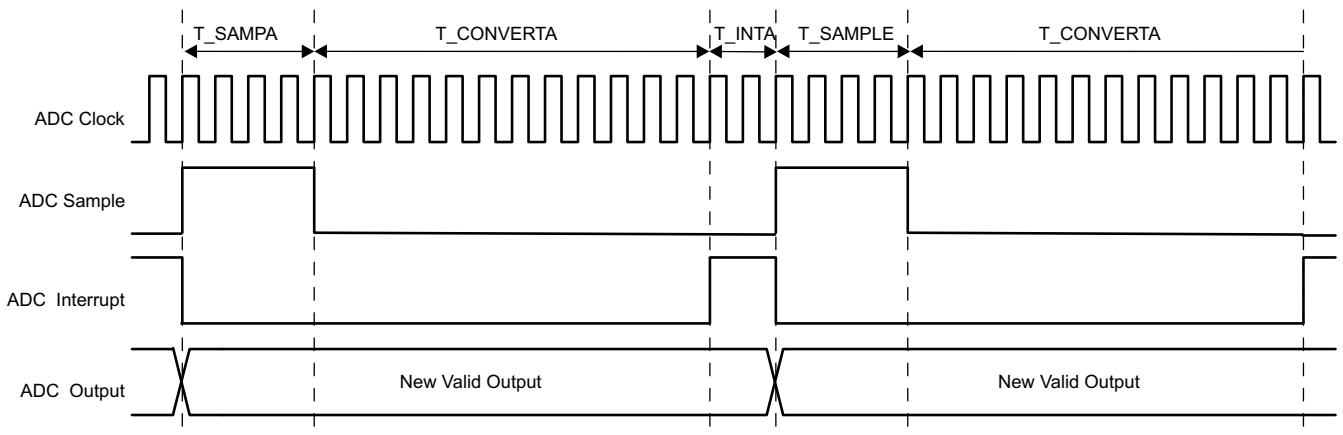 T_SAMPA T_CONVERTA T_INTA T_SAMPLE T_CONVERTA
ADC Clock
ADC Sample
ADC Interrupt
ADC Output New Valid Output New Valid Output